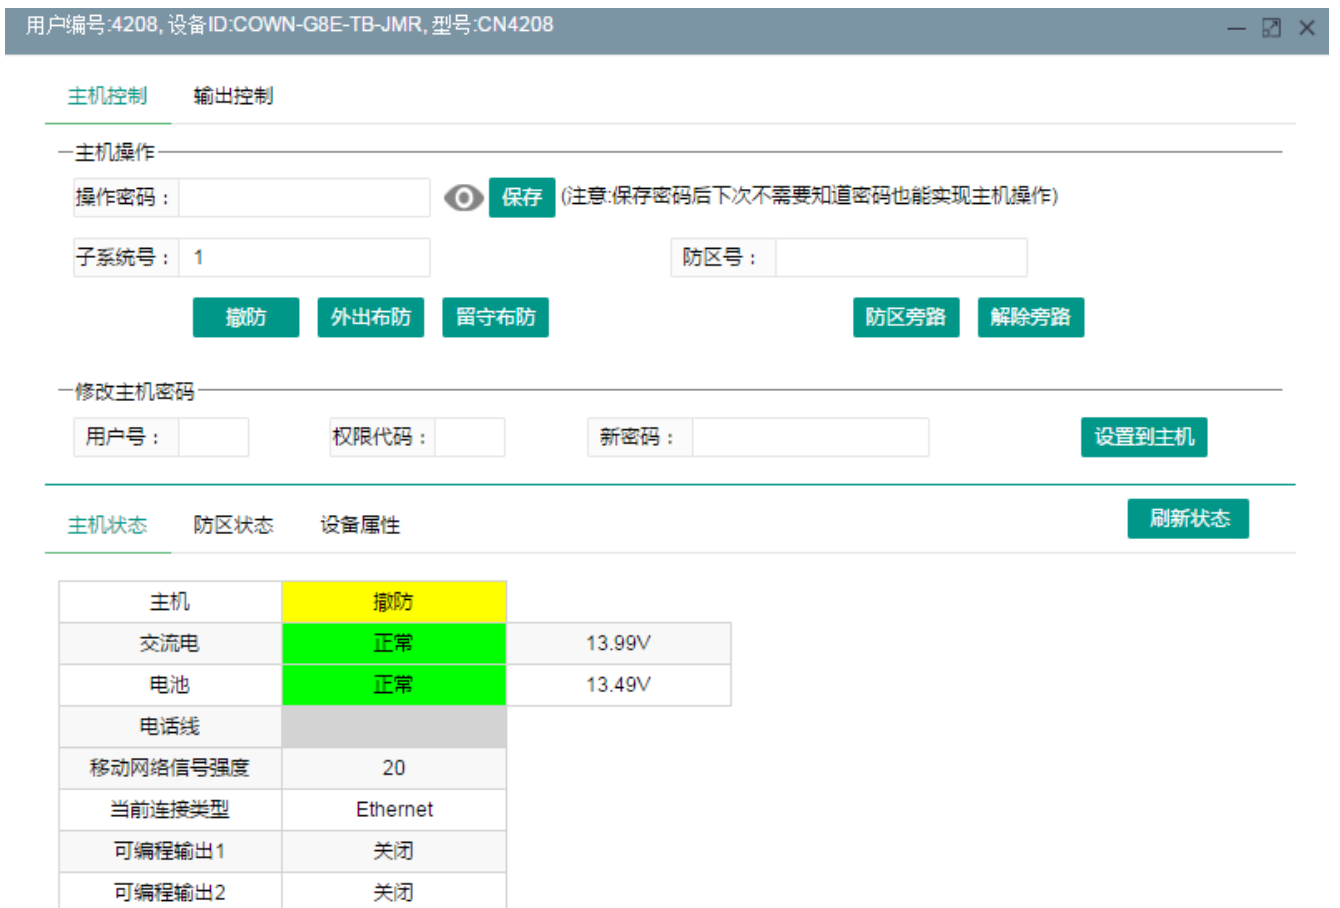 用户编号:4208, 设备ID:COWN-G8E-TB-JMR, 型号:CN4208
主机控制 输出控制
主机操作
操作密码： 保存 (注意:保存密码后下次不需要知道密码也能实现主机操作)
子系统号： 1 防区号：
撤防 外出布防 留守布防 防区旁路 解除旁路
修改主机密码
用户号： 权限代码： 新密码： 设置到主机
主机状态 防区状态 设备属性 刷新状态
主机 撤防
交流电 正常 13.99V
电池 正常 13.49V
电话线
移动网络信号强度 20
当前连接类型 Ethernet
可编程输出1 关闭
可编程输出2 关闭